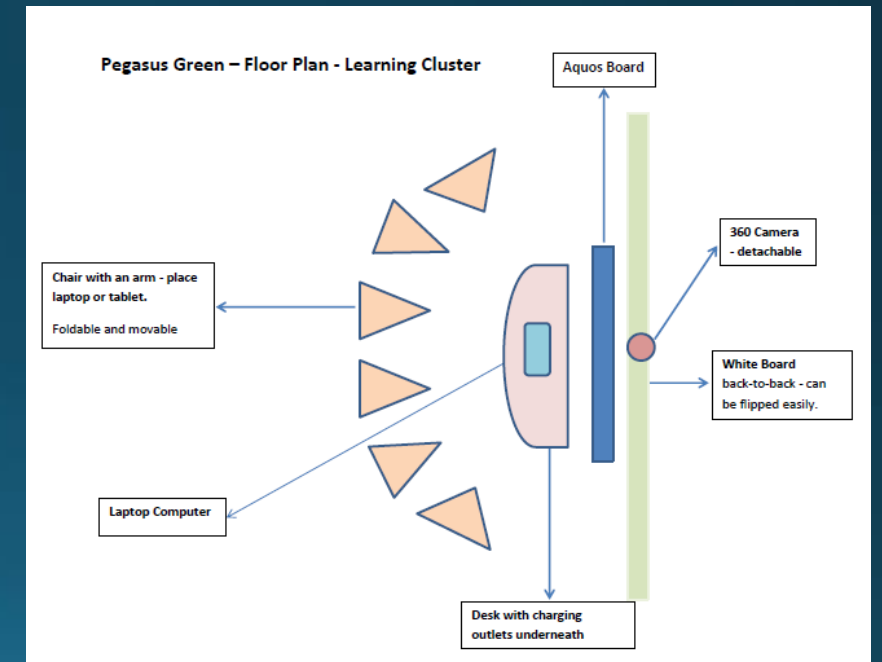 Pegasus Green – Floor Plan - Learning Cluster
Aquos Board
360 Camera
- detachable
Chair with an arm - place
laptop or tablet.
Foldable and movable
White Board
back-to-back - can
be flipped easily.
Laptop Computer
Desk with charging
outlets underneath